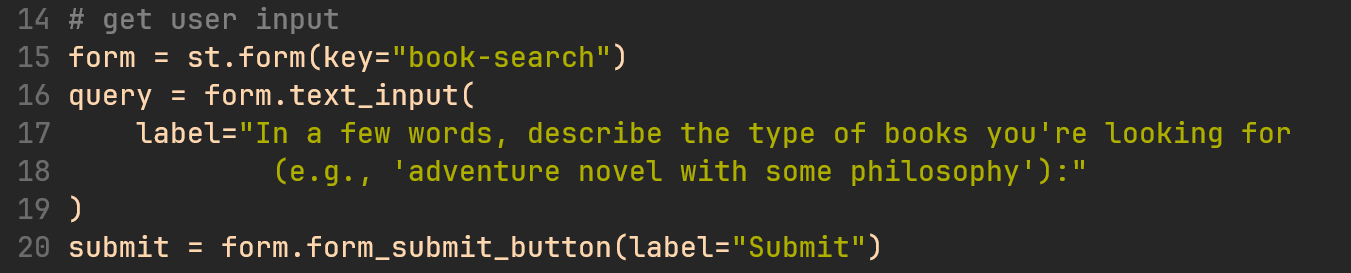 14 # get user input
15 form = st.form(key="book-search")
16 query = form.text_input(
17     label="In a few words, describe the type of books you're looking for
18             (e.g., 'adventure novel with some philosophy'):"
19 )
20 submit = form.form_submit_button(label="Submit")